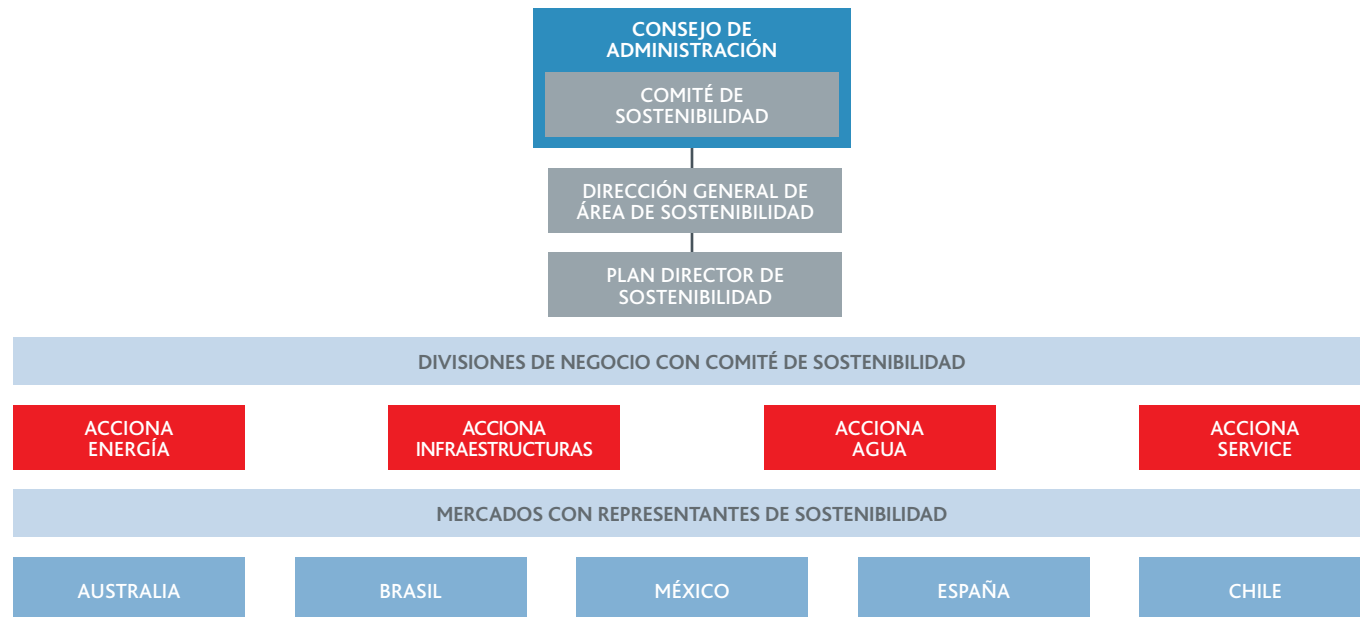 CONSEJO DE
ADMINISTRACIÓN
COMITÉ DE
SOSTENIBILIDAD
DIRECCIÓN GENERAL DE
ÁREA DE SOSTENIBILIDAD
PLAN DIRECTOR DE
SOSTENIBILIDAD
DIVISIONES DE NEGOCIO CON COMITÉ DE SOSTENIBILIDAD
ACCIONA
ENERGÍA
ACCIONA
INFRAESTRUCTURAS
ACCIONA
AGUA
ACCIONA
SERVICE
MERCADOS CON REPRESENTANTES DE SOSTENIBILIDAD
AUSTRALIA
BRASIL
MÉXICO
ESPAÑA
CHILE